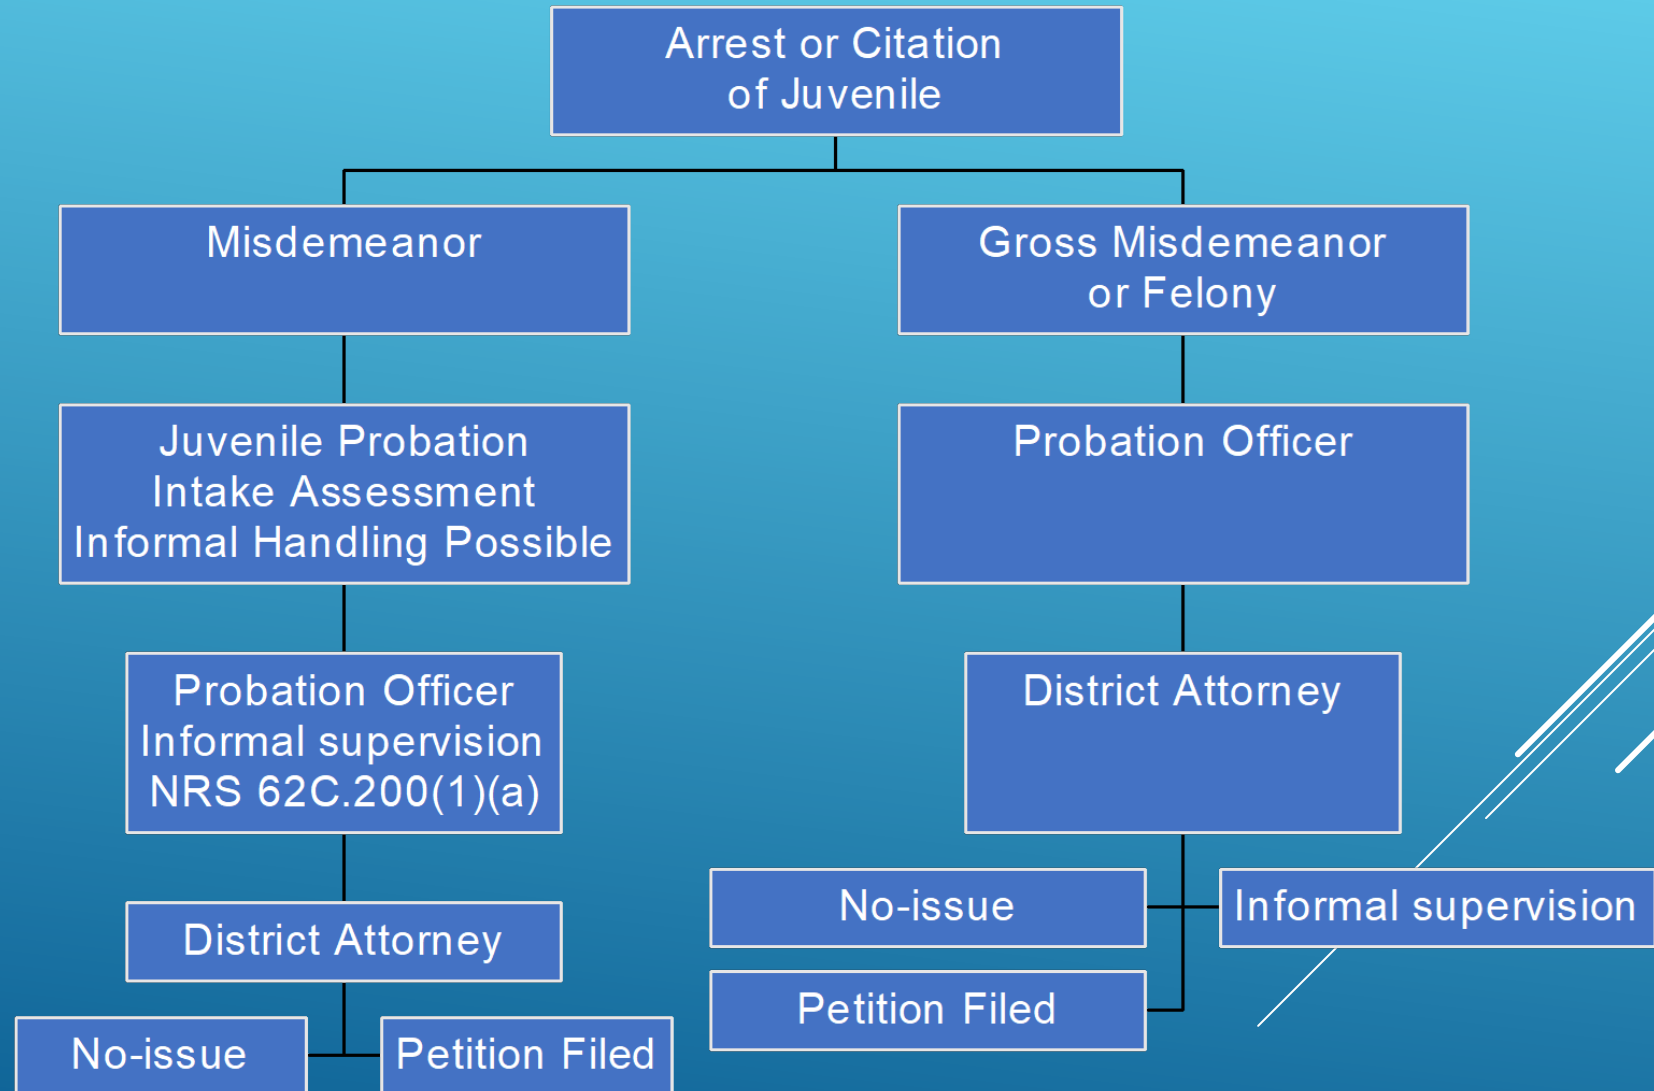 Arrest or Citation
of Juvenile
Misdemeanor
Gross Misdemeanor
or Felony
Juvenile Probation
Intake Assessment
Informal Handling Possible
Probation Officer
Probation Officer
Informal supervision
NRS 62C.200(1)(a)
District Attorney
District Attorney
No-issue
Petition Filed
No-issue
Informal supervision
Petition Filed